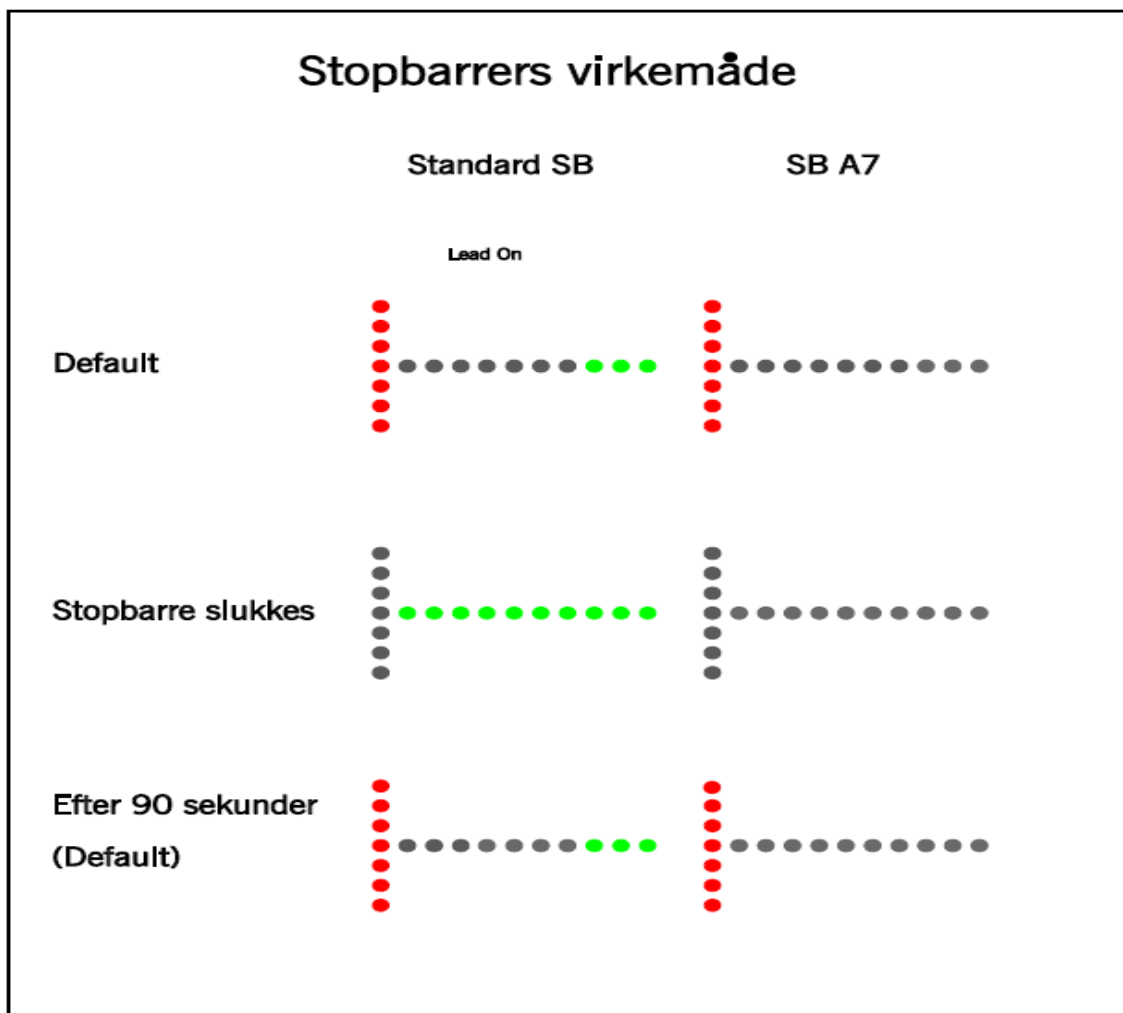 Stopbarrers virkemåde
Standard SB
SB A7
Lead On
Default
Stopbarre slukkes
Efter 90 sekunder
(Default)